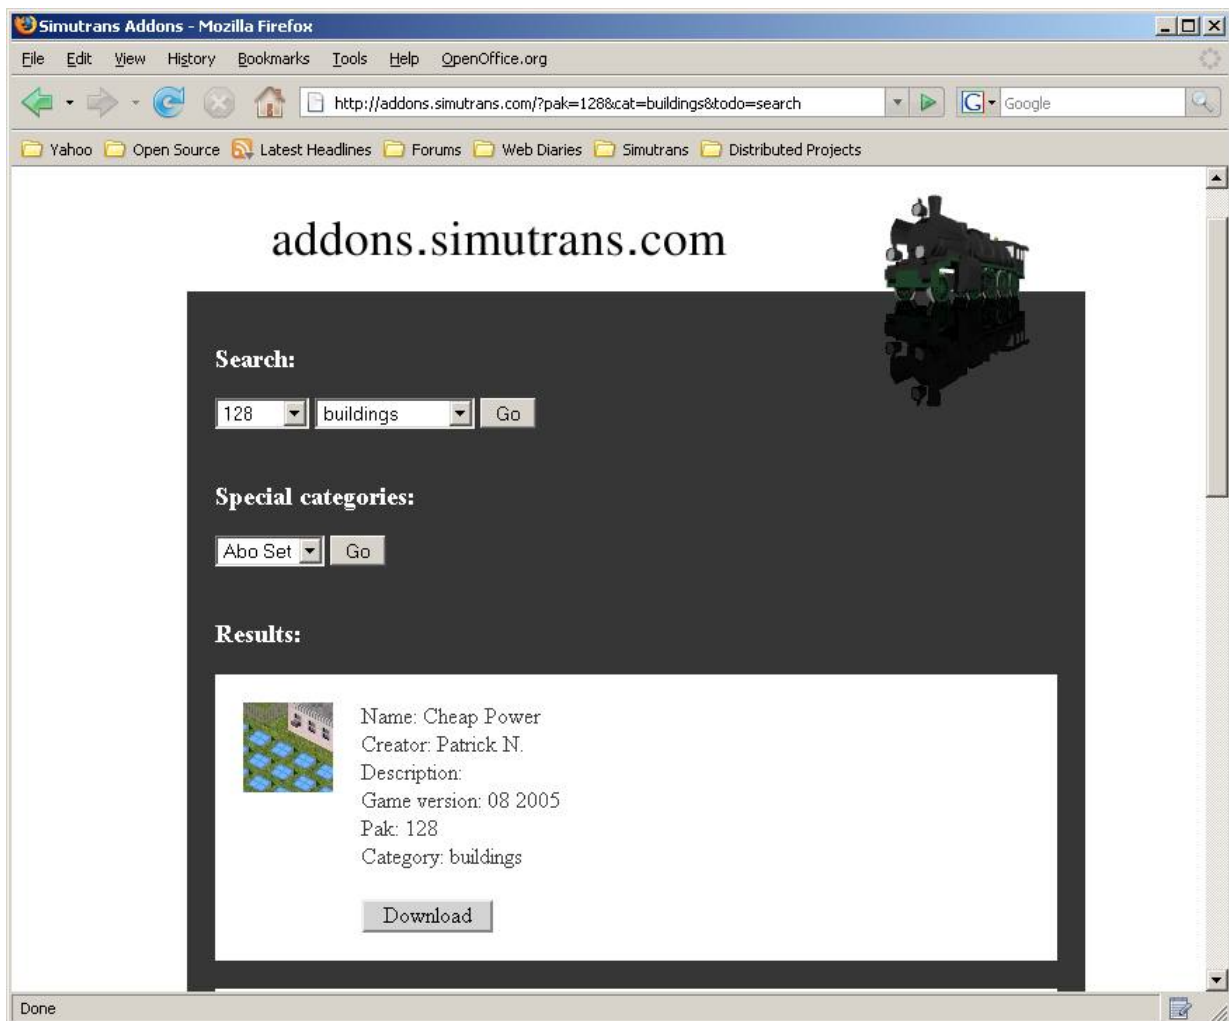 Simutrans Addons - Mozilla Firefox
File Edit View History Bookmarks Tools Help OpenOffice.org
http://addons.simutrans.com/?pak=128&cat=buildings&todo=search
G Google
Yahoo Open Source Latest Headlines Forums Web Diaries Simutrans Distributed Projects
addons.simutrans.com
Search:
128 buildings Go
Special categories:
Abo Set Go
Results:
Name: Cheap Power
Creator: Patrick N.
Description:
Game version: 08 2005
Pak: 128
Category: buildings
Download
Done